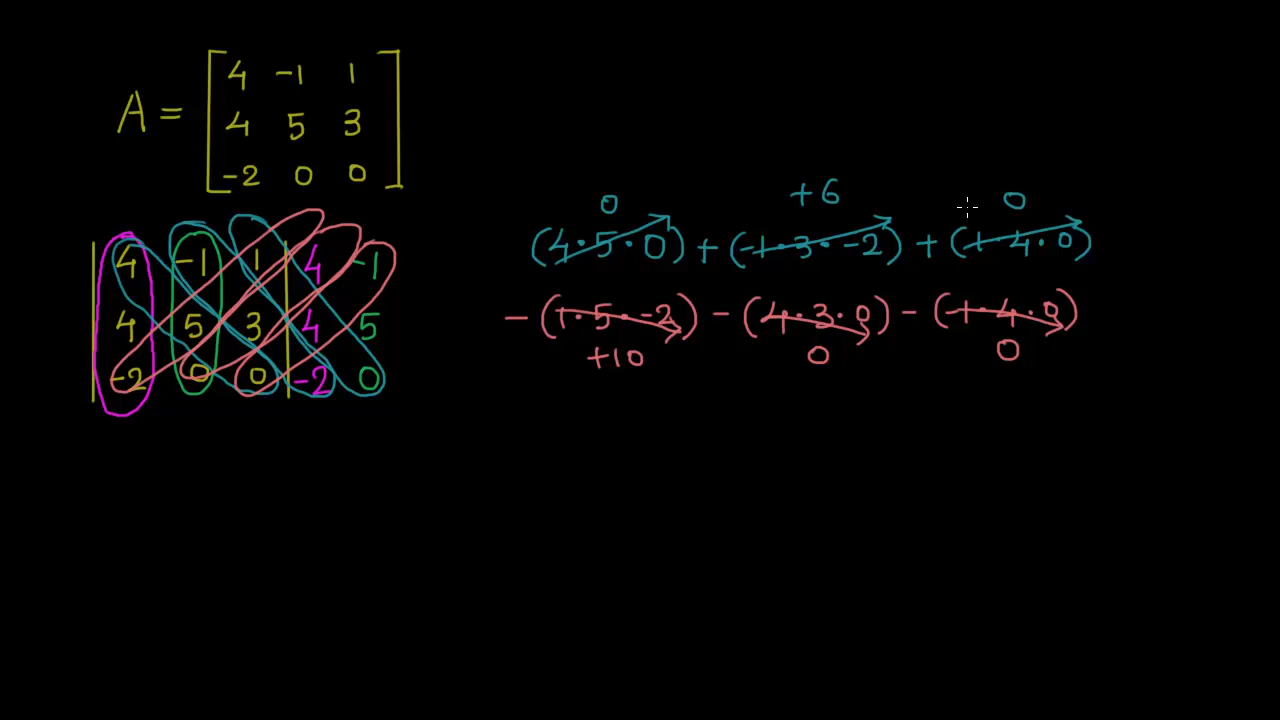 A = [ 4 -1 1
4 5 3
-2 0 0 ]
0 +6 0
(4·5·0) + (-1·3·-2) + (1·4·0)
- (1·5·-2) - (4·3·0) - (-1·4·0)
+10 0 0
| 4 -1 1 | 4 -1
4 5 3 4 5
-2 0 0 -2 0